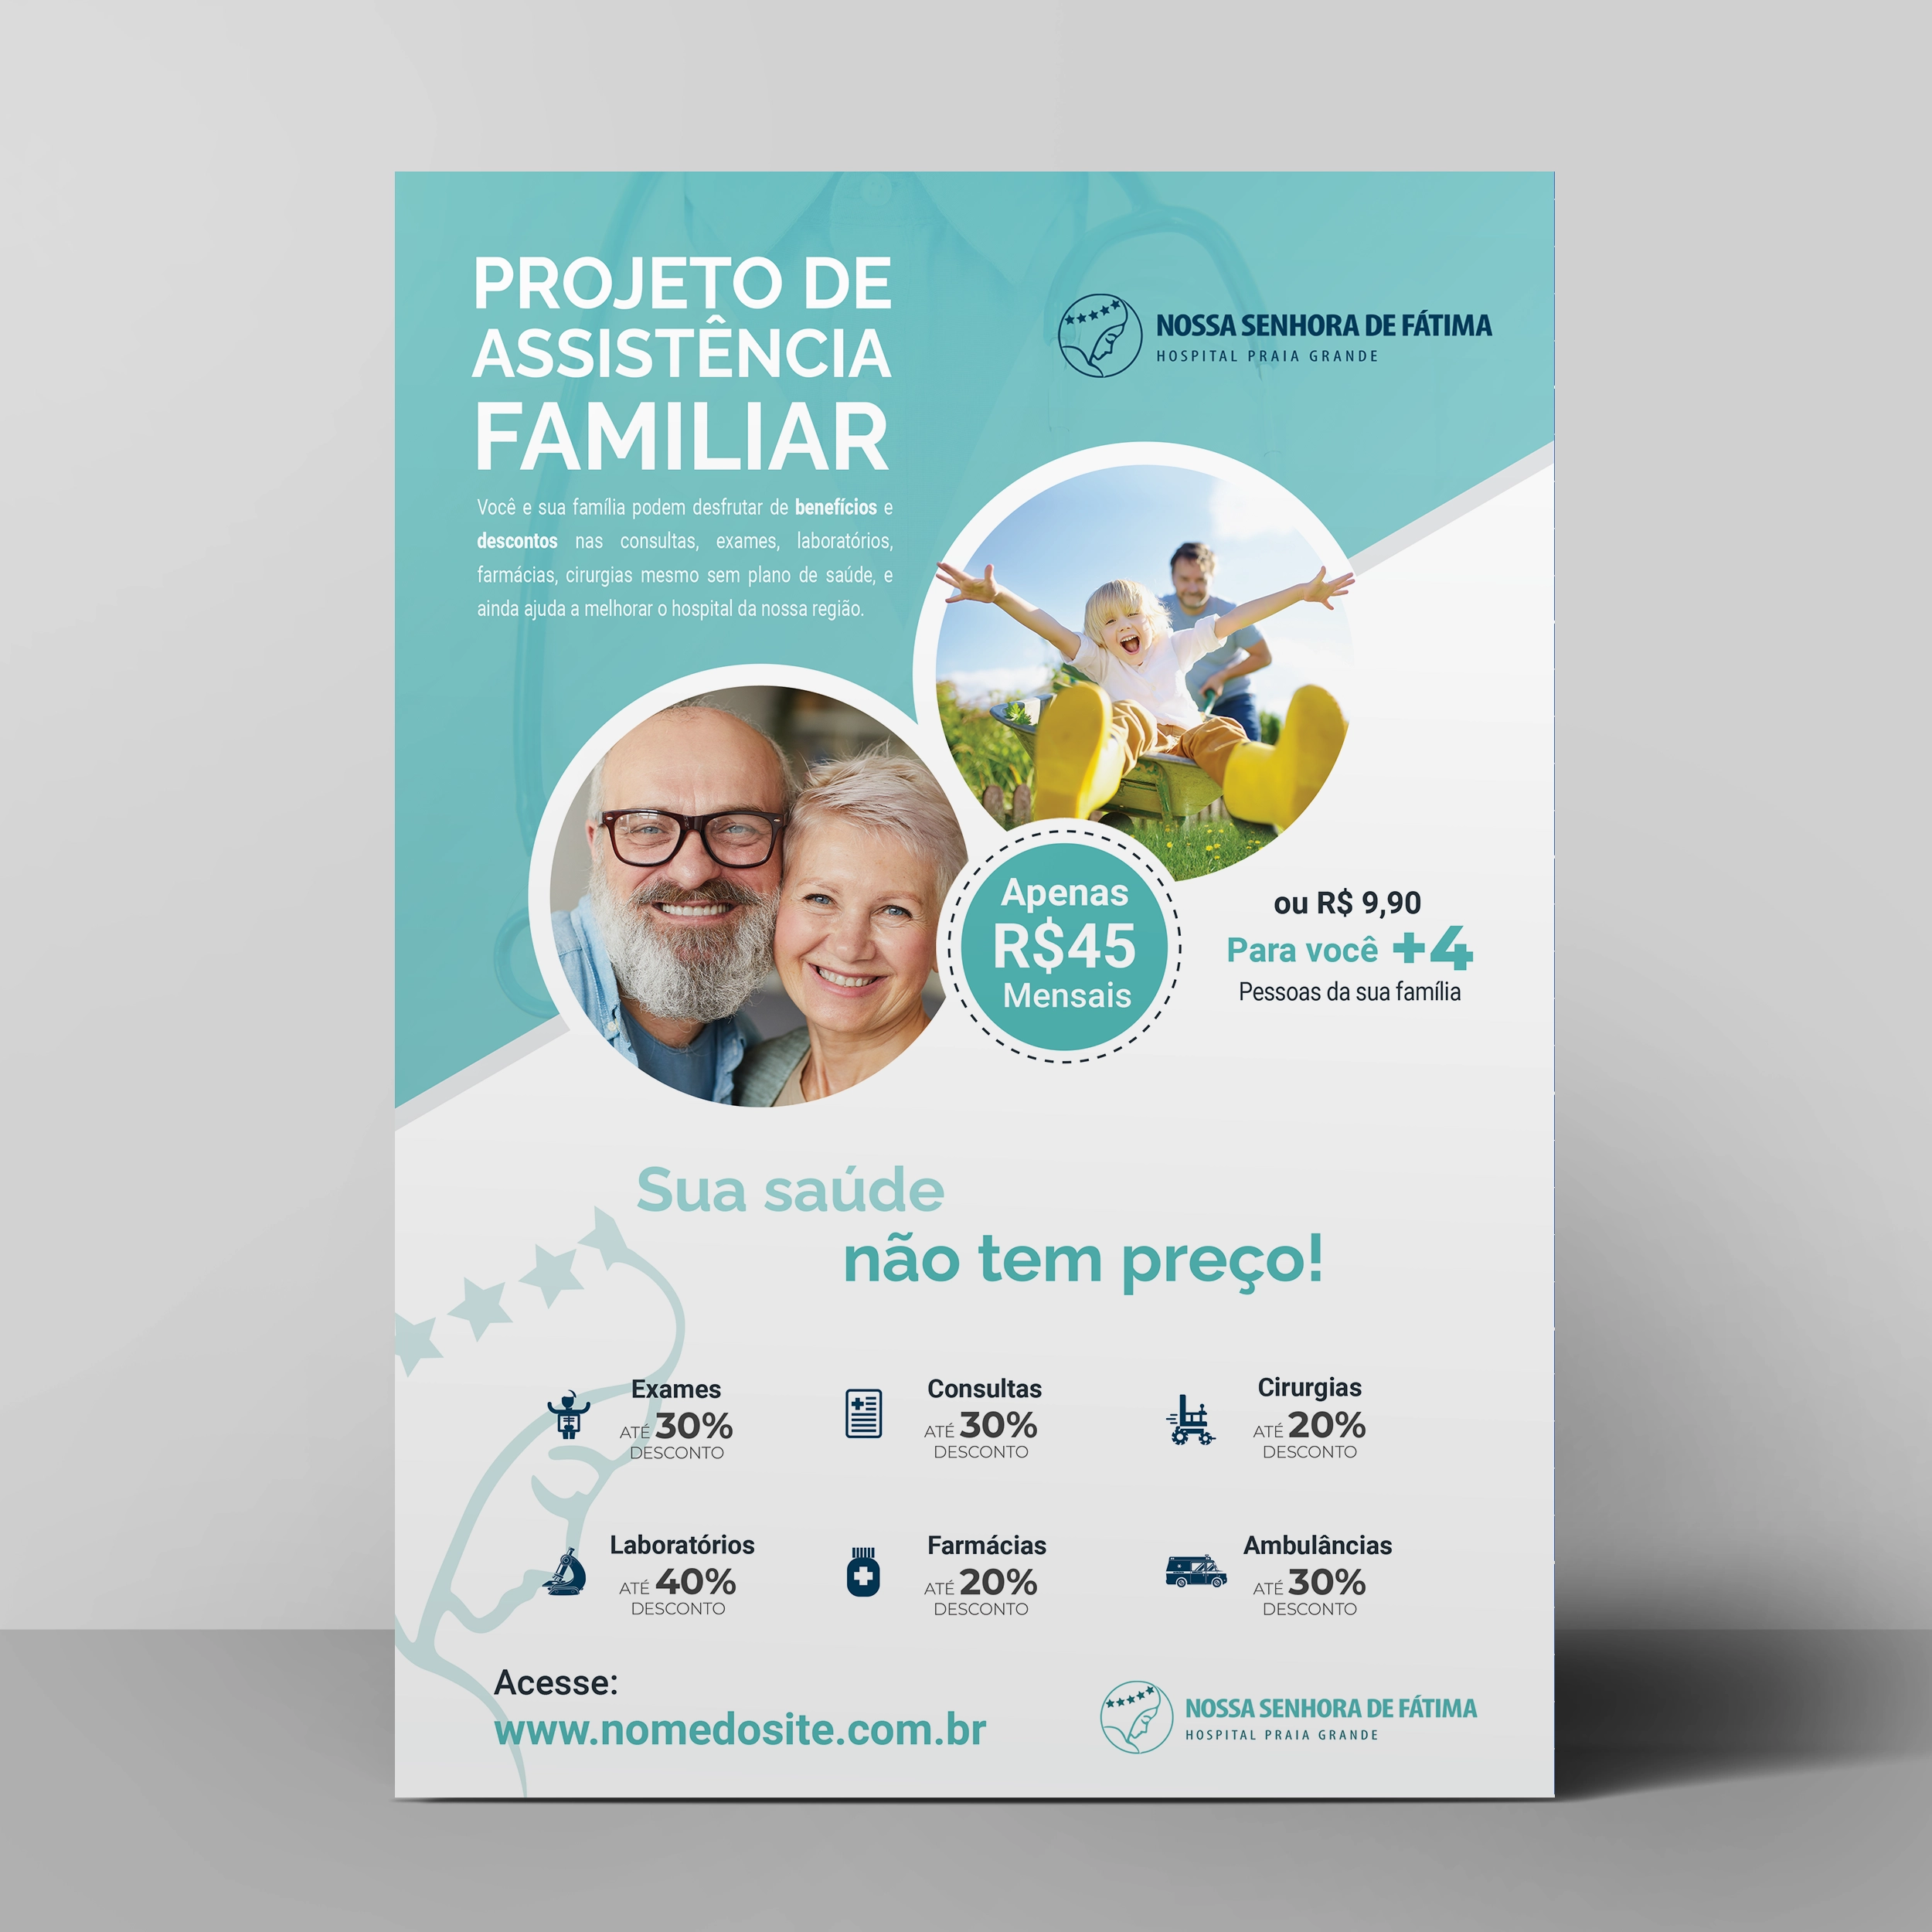 PROJETO DE
ASSISTÊNCIA
FAMILIAR
Você e sua família podem desfrutar de benefícios e
descontos nas consultas, exames, laboratórios,
farmácias, cirurgias mesmo sem plano de saúde, e
ainda ajuda a melhorar o hospital da nossa região.
NOSSA SENHORA DE FÁTIMA
HOSPITAL PRAIA GRANDE
Apenas
R$45
Mensais
ou R$ 9,90
Para você +4
Pessoas da sua família
Sua saúde
não tem preço!
Exames
ATÉ 30%
DESCONTO
Consultas
ATÉ 30%
DESCONTO
Cirurgias
ATÉ 20%
DESCONTO
Laboratórios
ATÉ 40%
DESCONTO
Farmácias
ATÉ 20%
DESCONTO
Ambulâncias
ATÉ 30%
DESCONTO
Acesse:
www.nomedosite.com.br
NOSSA SENHORA DE FÁTIMA
HOSPITAL PRAIA GRANDE